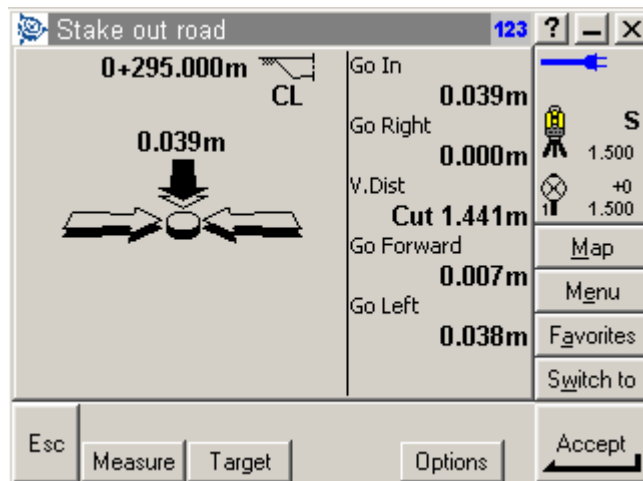 Stake out road
123
?
0+295.000m
CL
0.039m
Go In
0.039m
Go Right
0.000m
V.Dist
Cut 1.441m
Go Forward
0.007m
Go Left
0.038m
S
1.500
+0
1
1.500
Map
Menu
Favorites
Switch to
Esc
Measure
Target
Options
Accept